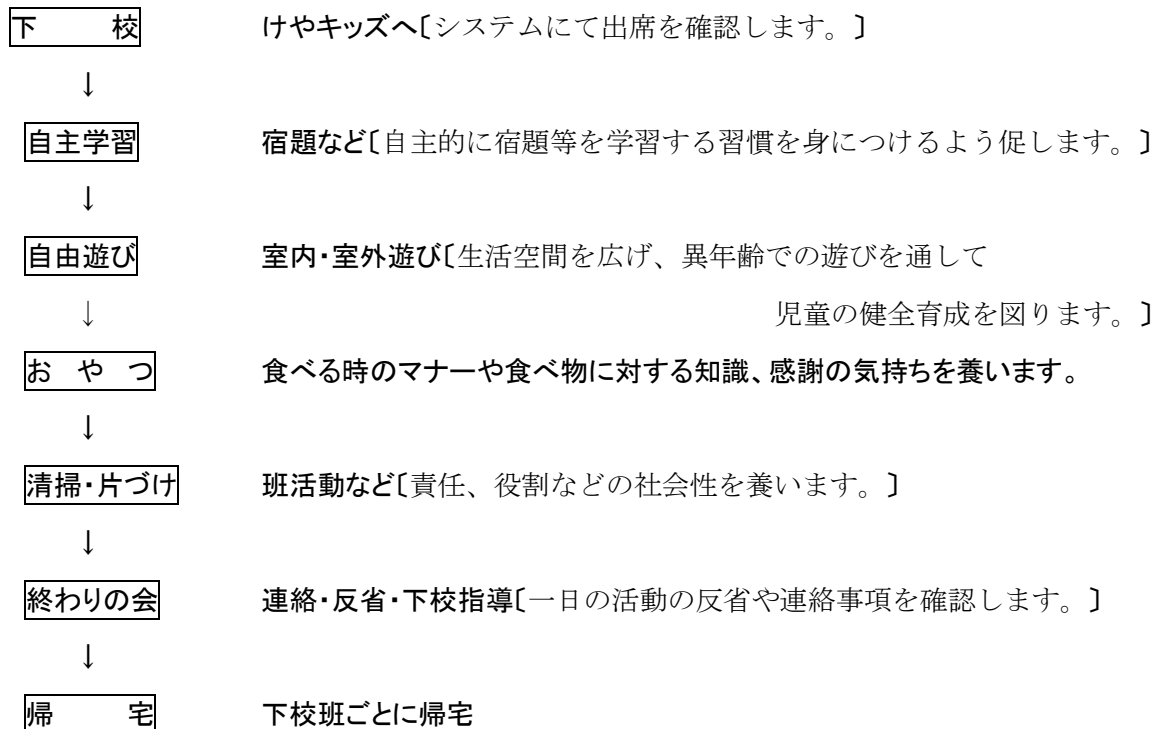 下　　校　けやキッズへ〔システムにて出席を確認します。〕
↓
自主学習　宿題など〔自主的に宿題等を学習する習慣を身につけるよう促します。〕
↓
自由遊び　室内・室外遊び〔生活空間を広げ、異年齢での遊びを通して
↓　児童の健全育成を図ります。〕
お　や　つ　食べる時のマナーや食べ物に対する知識、感謝の気持ちを養います。
↓
清掃・片づけ　班活動など〔責任、役割などの社会性を養います。〕
↓
終わりの会　連絡・反省・下校指導〔一日の活動の反省や連絡事項を確認します。〕
↓
帰　　宅　下校班ごとに帰宅